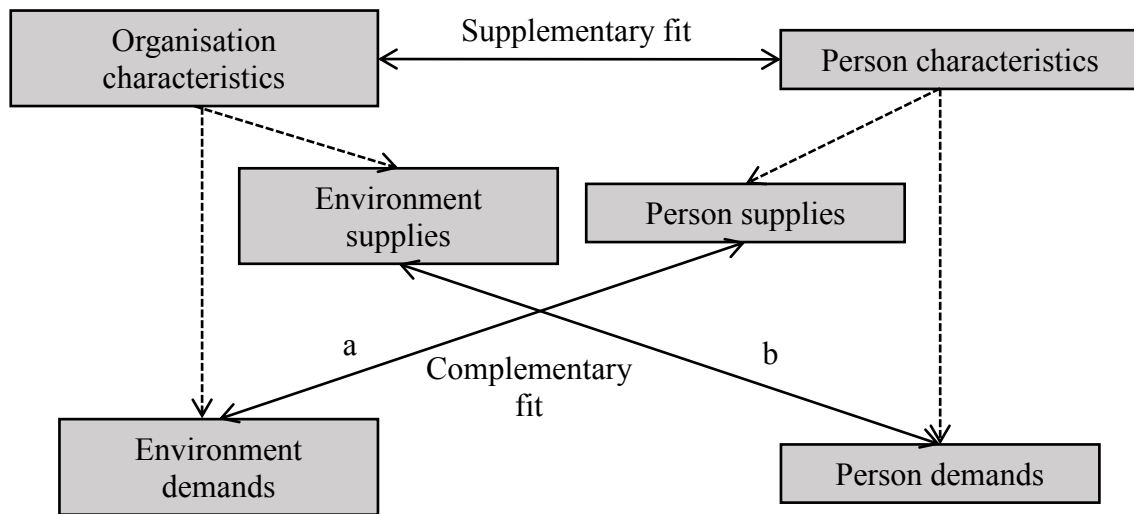 Organisation
characteristics
Supplementary fit
Person characteristics
Environment
supplies
Person supplies
a
b
Complementary
fit
Environment
demands
Person demands